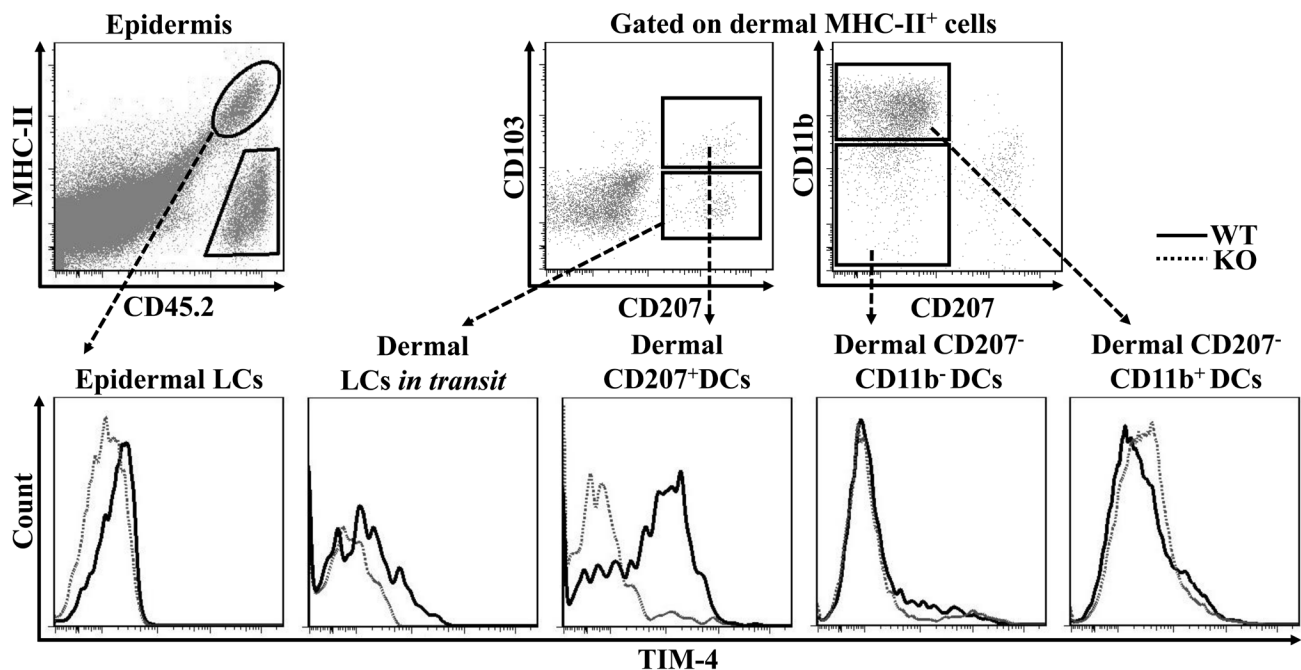 Epidermis
Gated on dermal MHC-II⁺ cells
MHC-II
CD103
CD11b
WT
KO
CD45.2
CD207
CD207
Epidermal LCs
Dermal
LCs in transit
Dermal
CD207⁺DCs
Dermal CD207⁻
CD11b⁻ DCs
Dermal CD207⁻
CD11b⁺ DCs
Count
TIM-4